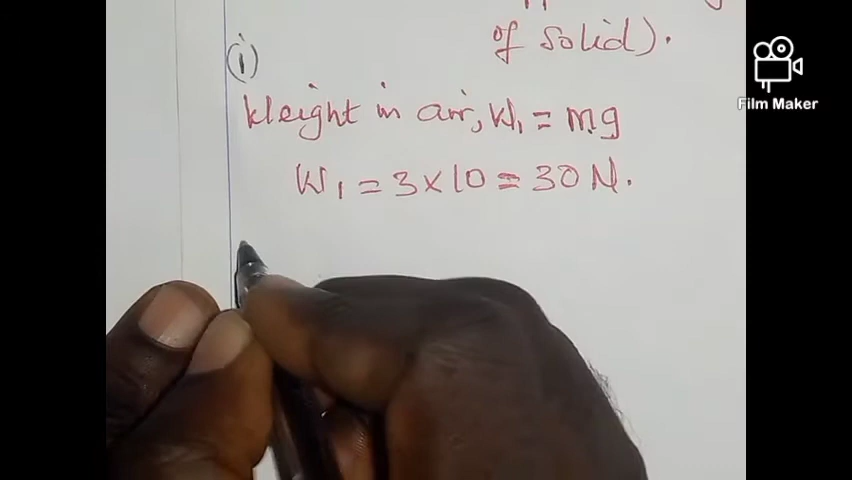 of solid).
(i)
Weight in air, W₁ = mg
W₁ = 3 × 10 = 30 N.
Film Maker